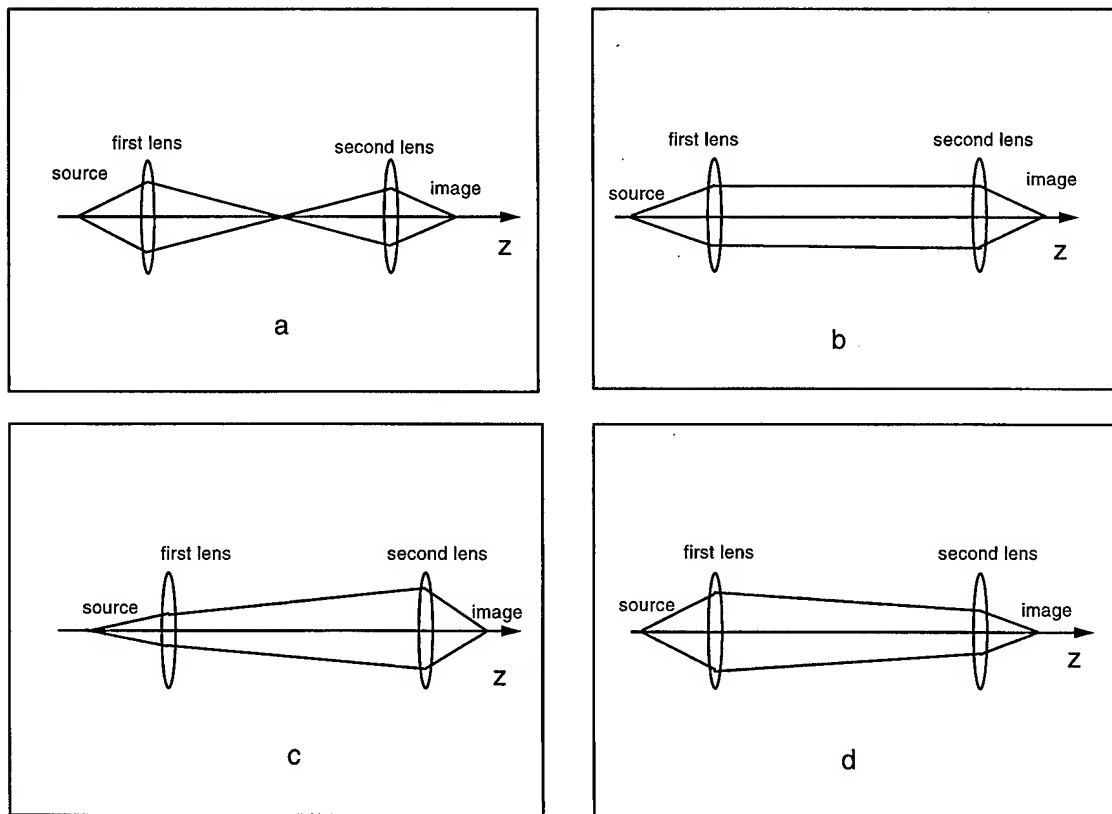 first lens
second lens
source
image
z
a
first lens
second lens
source
image
z
b
first lens
second lens
source
image
z
c
first lens
second lens
source
image
z
d